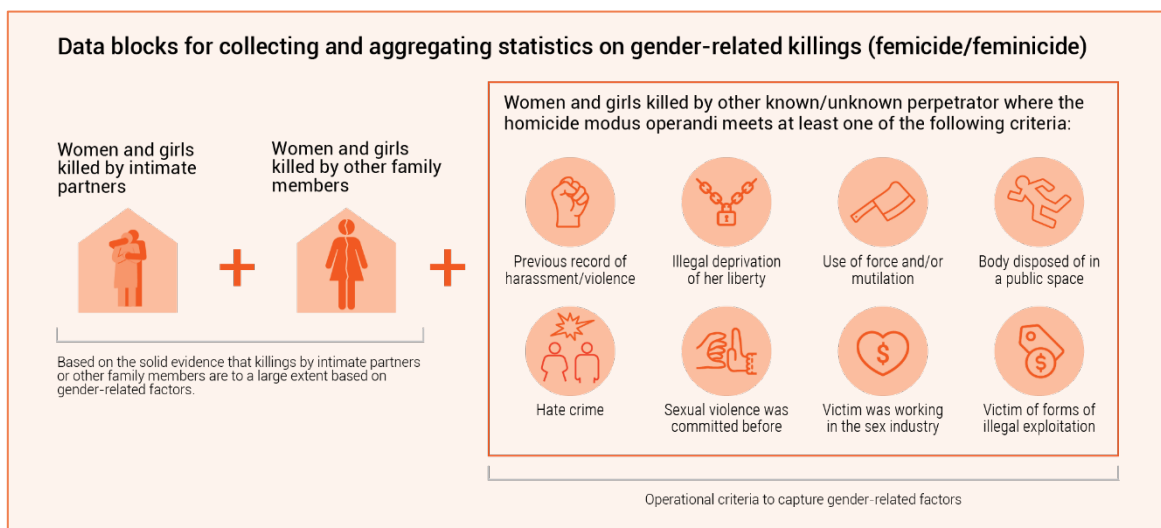 Data blocks for collecting and aggregating statistics on gender-related killings (femicide/feminicide)
Women and girls
killed by intimate
partners
+
Women and girls
killed by other family
members
+
Based on the solid evidence that killings by intimate partners
or other family members are to a large extent based on
gender-related factors.
Women and girls killed by other known/unknown perpetrator where the
homicide modus operandi meets at least one of the following criteria:
Previous record of
harassment/violence
Illegal deprivation
of her liberty
Use of force and/or
mutilation
Body disposed of in
a public space
Hate crime
Sexual violence was
committed before
$
Victim was working
in the sex industry
$
Victim of forms of
illegal exploitation
Operational criteria to capture gender-related factors